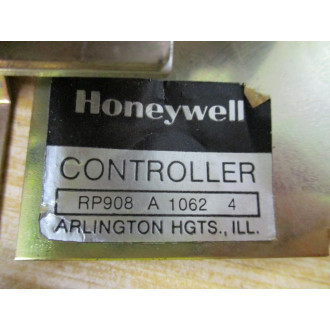 Honeywell
CONTROLLER
RP908 A 1062 4
ARLINGTON HGTS., ILL.